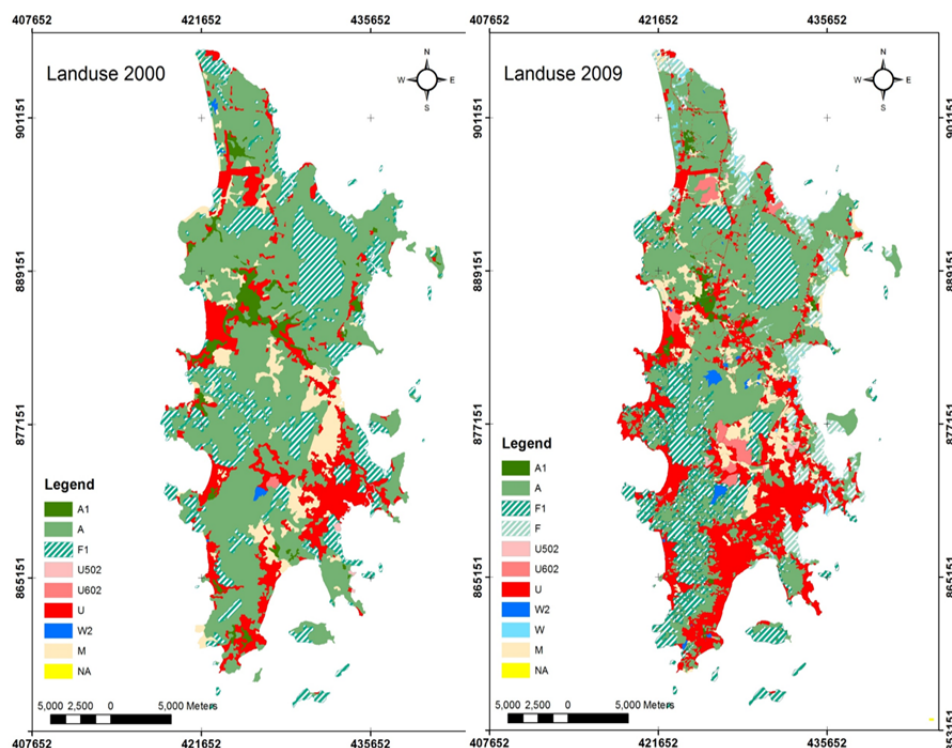 407652 421652 435652
Landuse 2000
N
W E
S
901151
889151
877151
865151
Legend
A1
A
F1
U502
U602
U
W2
M
NA
5,000 2,500 0 5,000 Meters
421652 435652
407652 421652 435652
Landuse 2009
N
W E
S
901151
889151
877151
865151
Legend
A1
A
F1
F
U502
U602
U
W2
W
M
NA
5,000 2,500 0 5,000 Meters
407652 421652 435652